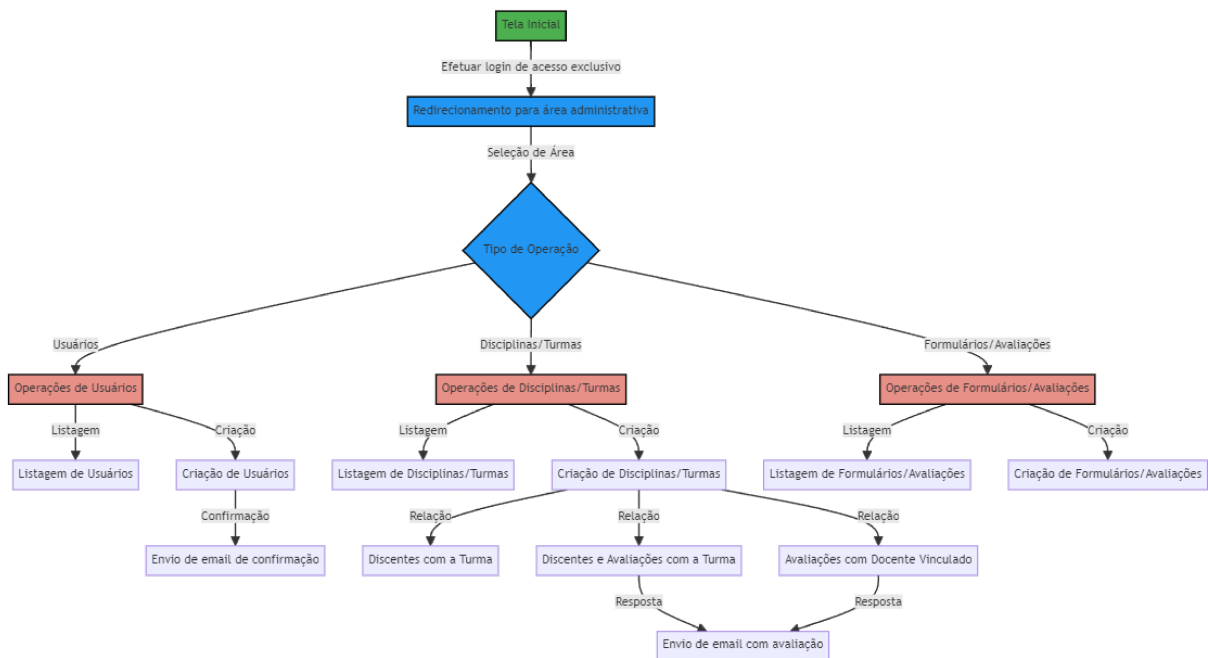 Tela Inicial
Efetuar login de acesso exclusivo
Redirecionamento para área administrativa
Seleção de Área
Tipo de Operação
Usuários
Disciplinas/Turmas
Formulários/Avaliações
Operações de Usuários
Operações de Disciplinas/Turmas
Operações de Formulários/Avaliações
Listagem
Criação
Listagem
Criação
Listagem
Criação
Listagem de Usuários
Criação de Usuários
Listagem de Disciplinas/Turmas
Criação de Disciplinas/Turmas
Listagem de Formulários/Avaliações
Criação de Formulários/Avaliações
Confirmação
Relação
Relação
Relação
Envio de email de confirmação
Discentes com a Turma
Discentes e Avaliações com a Turma
Avaliações com Docente Vinculado
Resposta
Resposta
Envio de email com avaliação